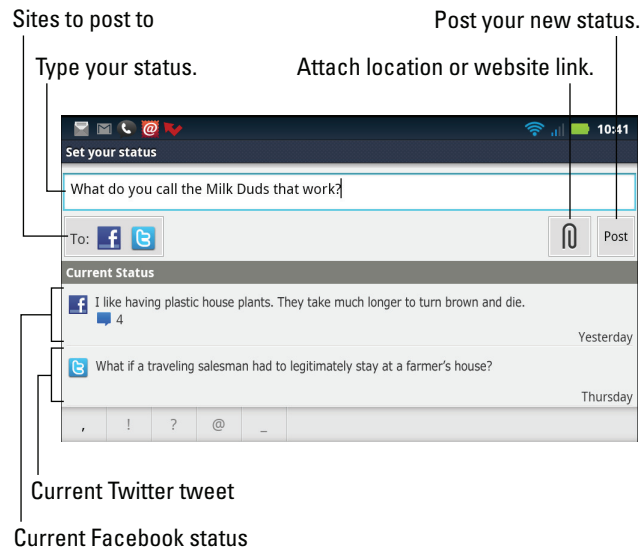 Sites to post to
Post your new status.
Type your status.
Attach location or website link.
10:41
Set your status
What do you call the Milk Duds that work?
To:
Post
Current Status
I like having plastic house plants. They take much longer to turn brown and die.
4
Yesterday
What if a traveling salesman had to legitimately stay at a farmer’s house?
Thursday
, ! ? @ _
Current Twitter tweet
Current Facebook status